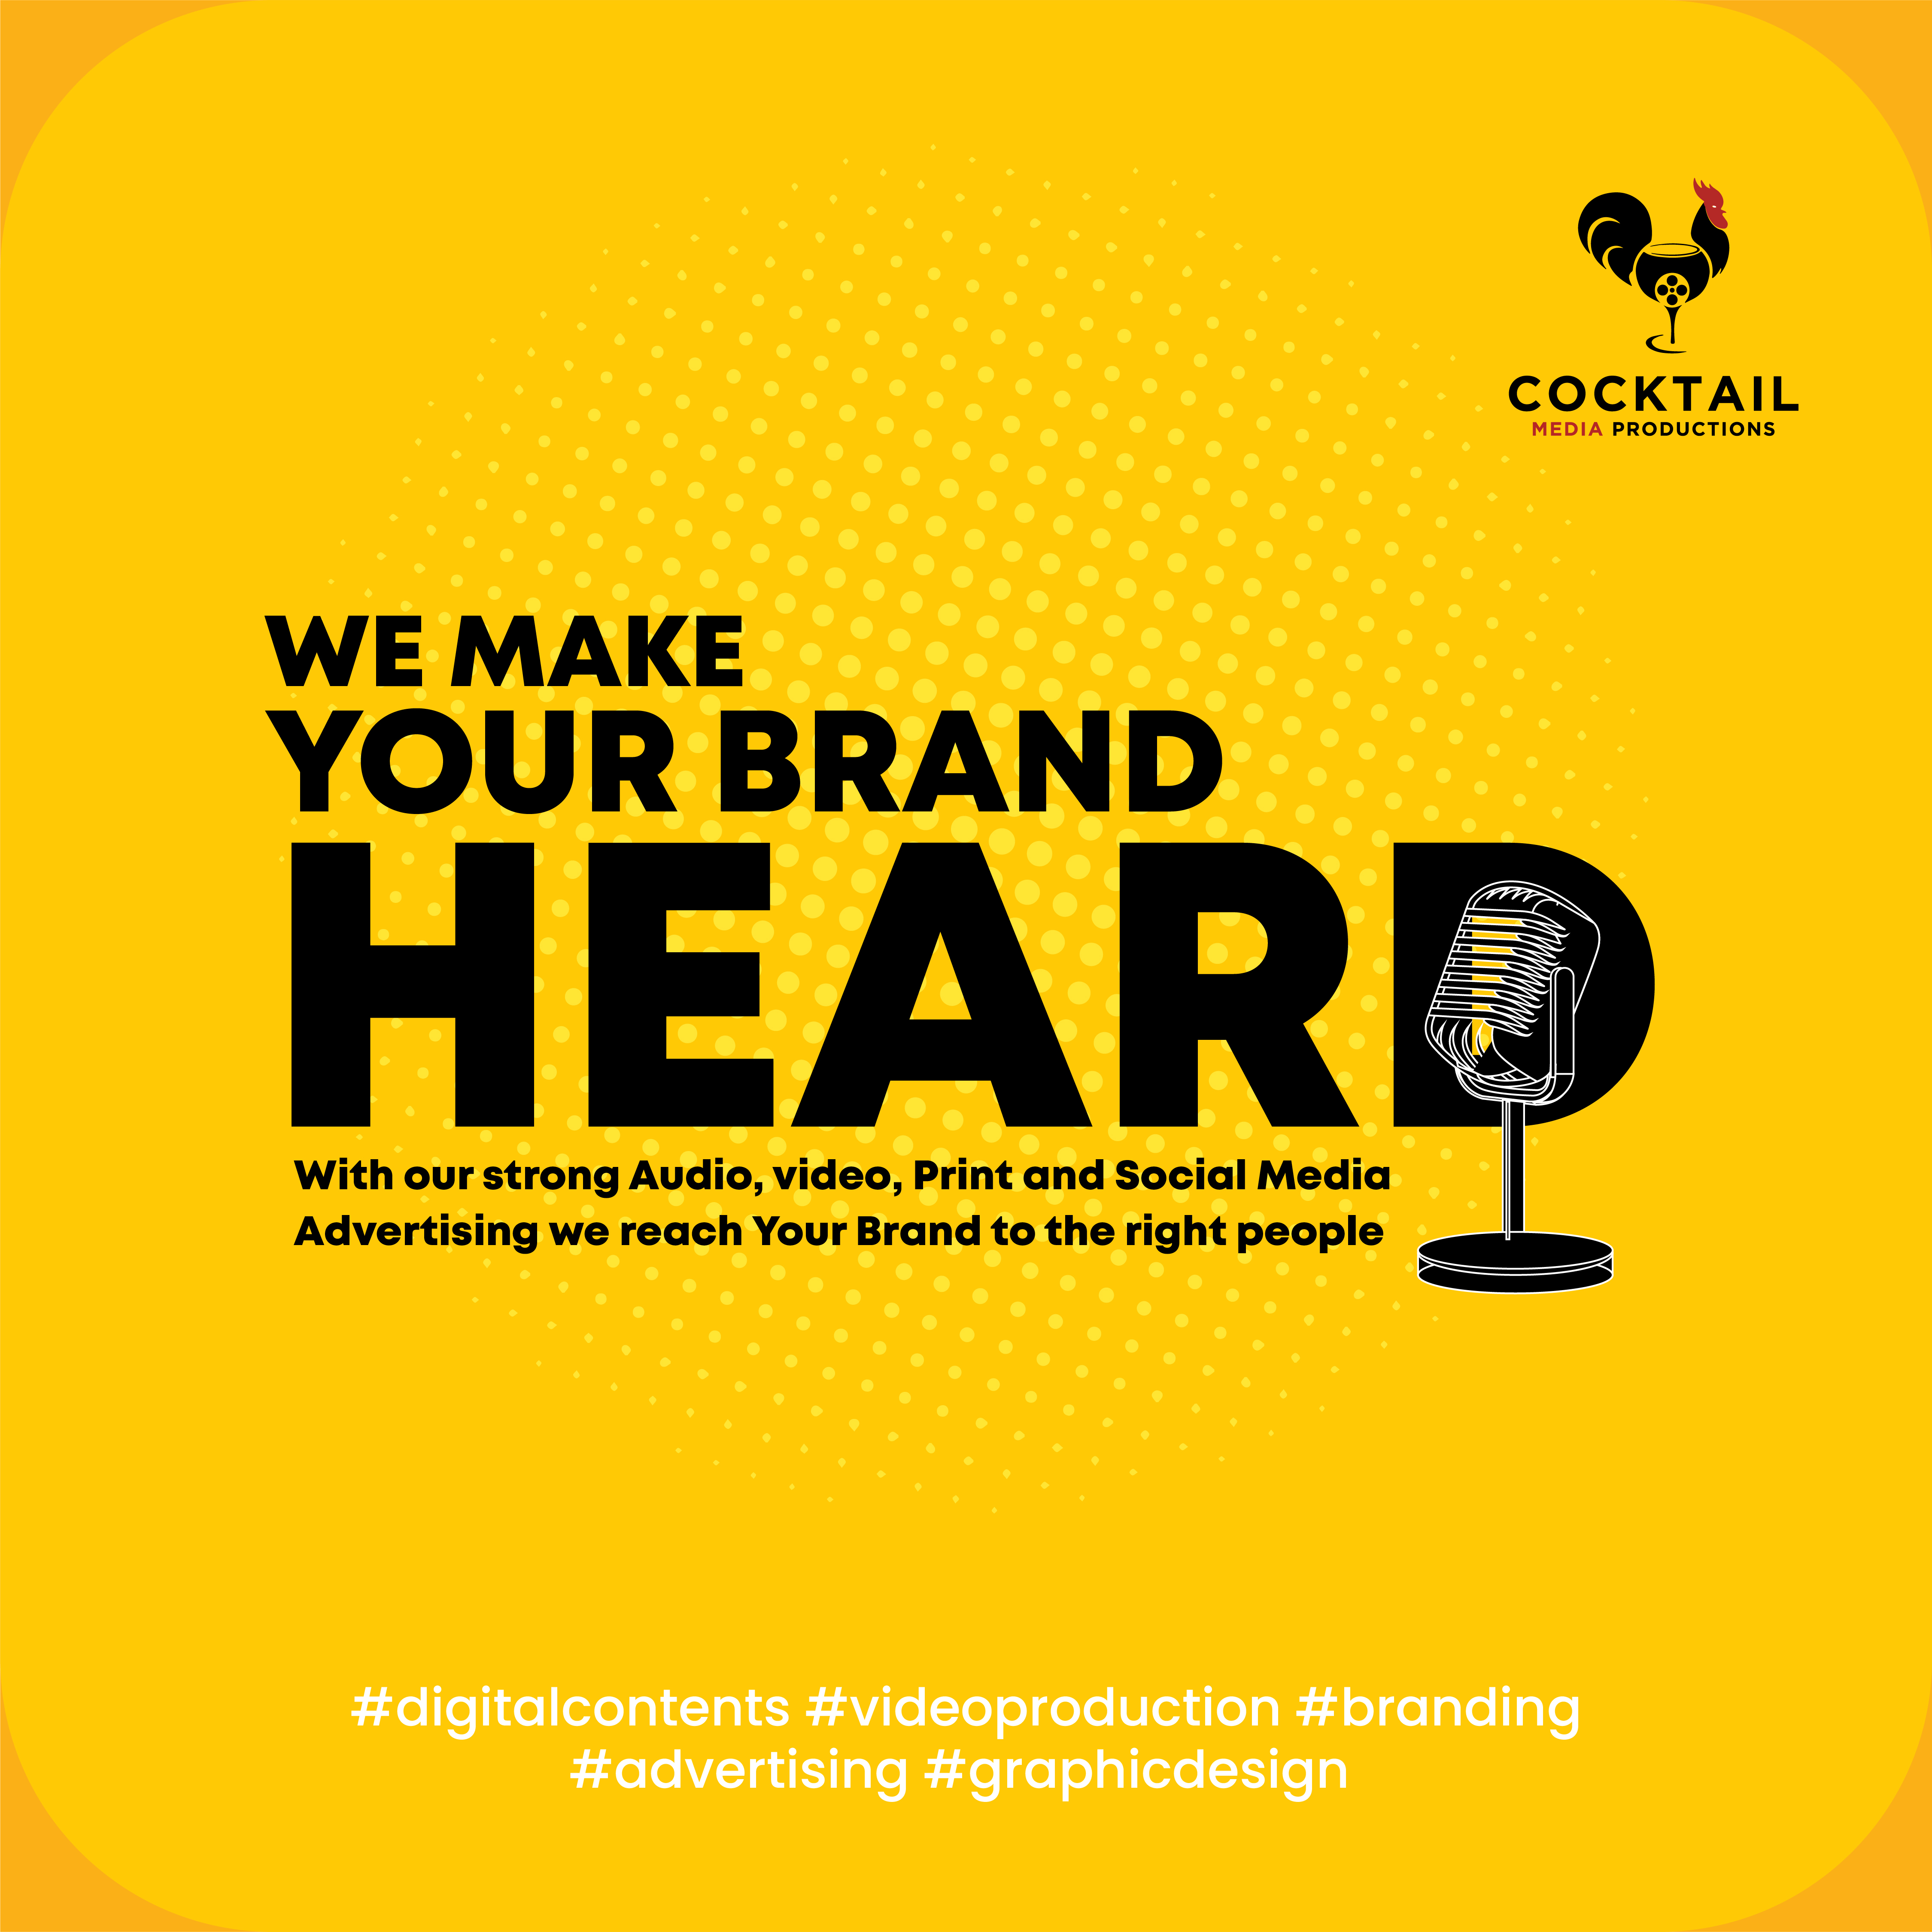 COCKTAIL
MEDIA PRODUCTIONS
WE MAKE
YOUR BRAND
HEARD
With our strong Audio, video, Print and Social Media
Advertising we reach Your Brand to the right people
#digitalcontents #videoproduction #branding
#advertising #graphicdesign